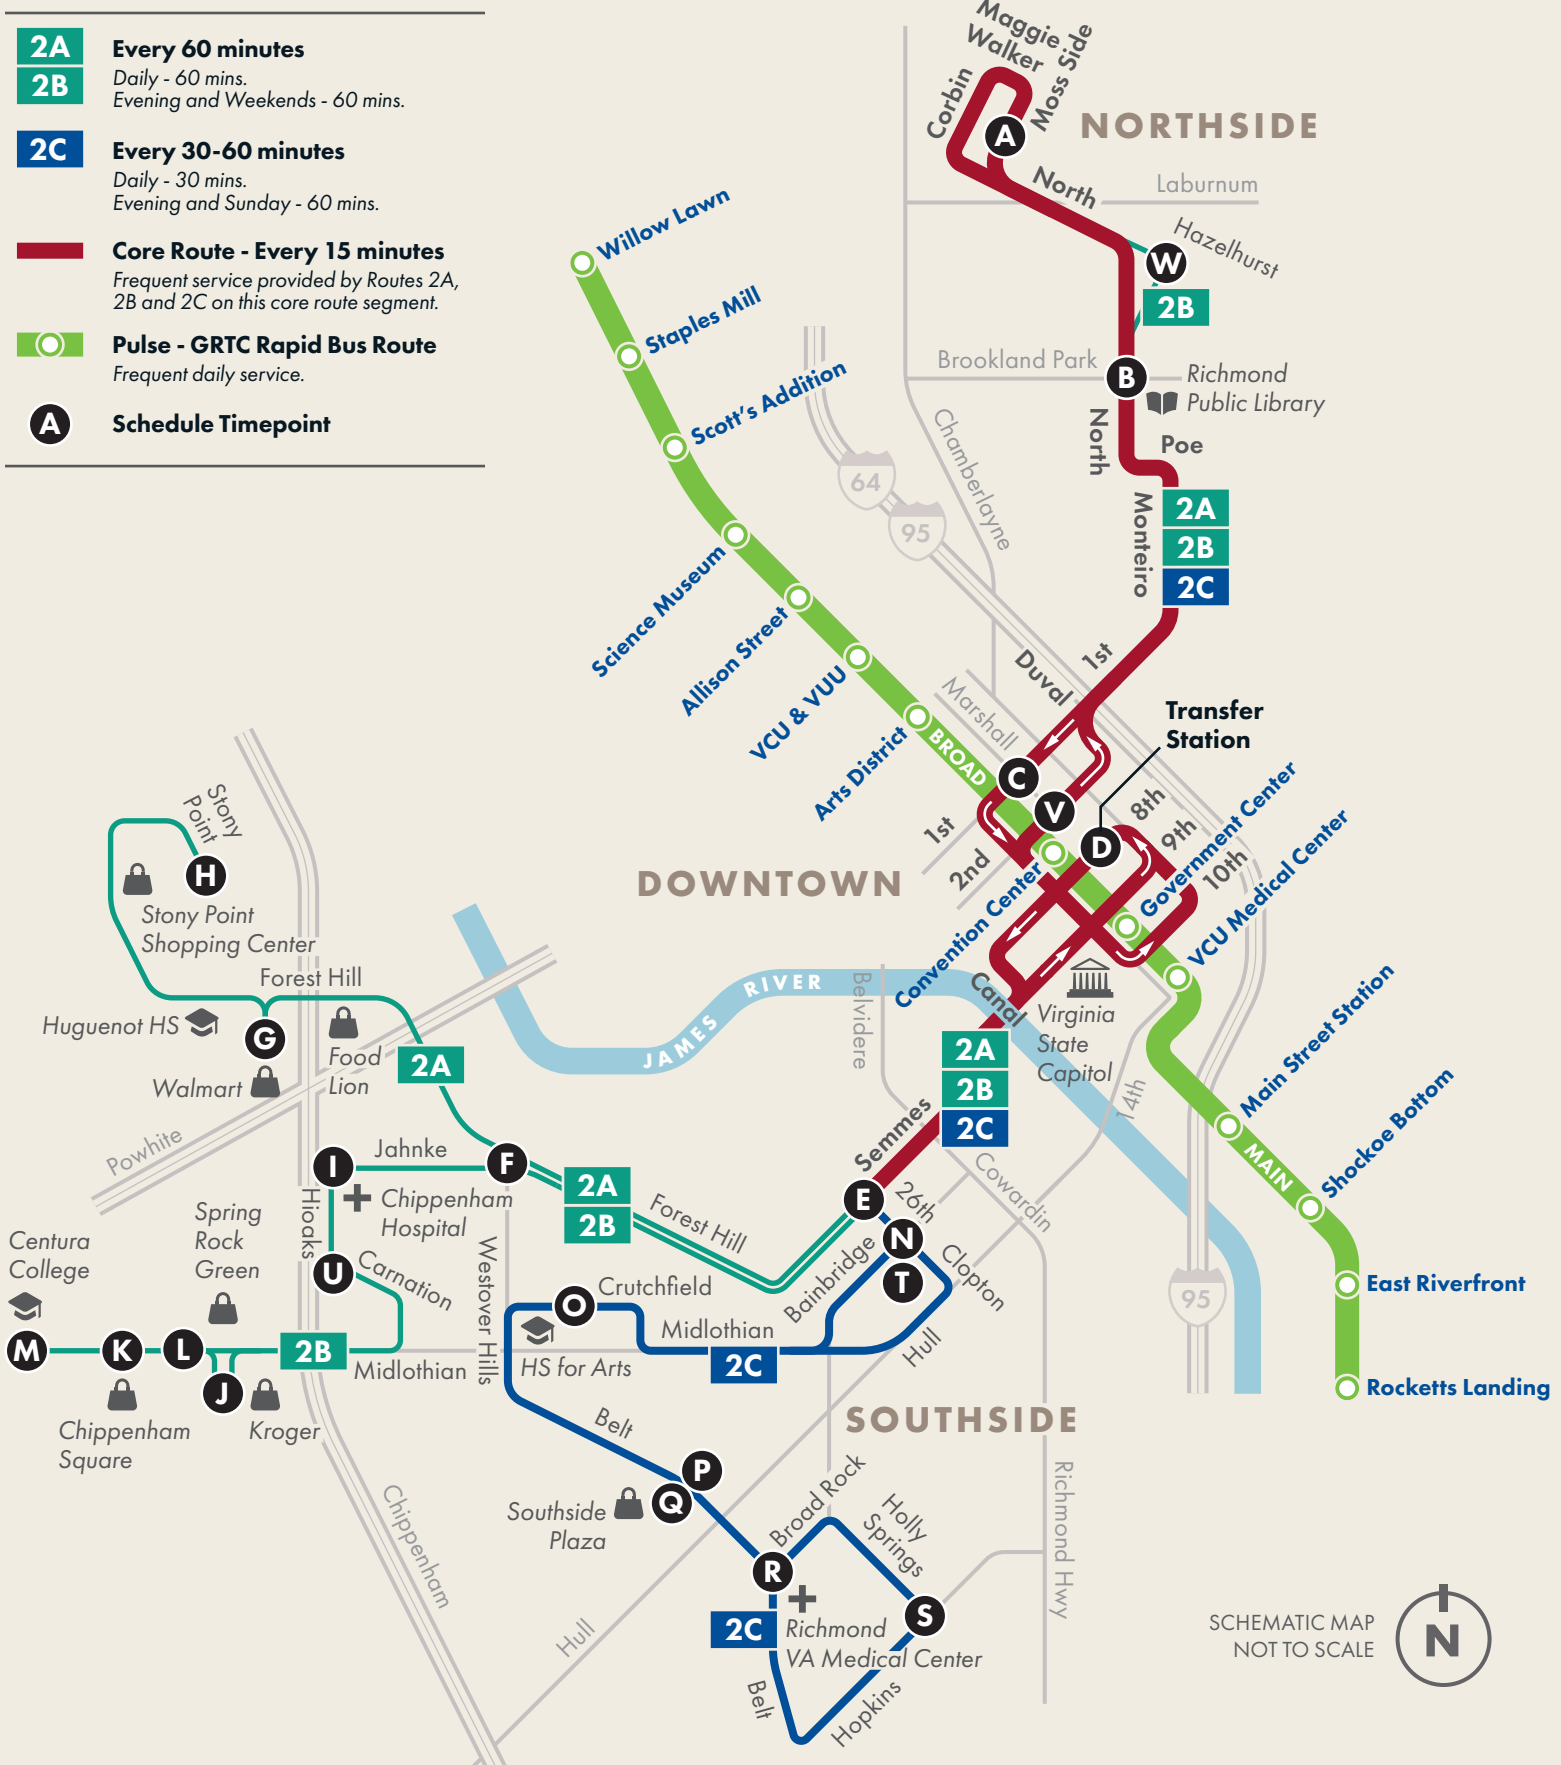 2A
2B
Every 60 minutes
Daily - 60 mins.
Evening and Weekends - 60 mins.
2C
Every 30-60 minutes
Daily - 30 mins.
Evening and Sunday - 60 mins.
Core Route - Every 15 minutes
Frequent service provided by Routes 2A,
2B and 2C on this core route segment.
Pulse - GRTC Rapid Bus Route
Frequent daily service.
A
Schedule Timepoint
Maggie
Walker
Corbin
Moss Side
A
NORTHSIDE
North
Laburnum
Hazelhurst
W
2B
Brookland Park
B
Richmond
Public Library
North
Poe
Monteiro
2A
2B
2C
Chamberlayne
64
95
Willow Lawn
Staples Mill
Scott's Addition
Science Museum
Allison Street
VCU & VUU
Arts District
BROAD
Marshall
Duval
1st
Transfer
Station
C
V
D
1st
2nd
8th
9th
10th
Convention Center
Government Center
VCU Medical Center
DOWNTOWN
Canal
Virginia
State
Capitol
JAMES
RIVER
Belvidere
14th
Main Street Station
MAIN
Shockoe Bottom
East Riverfront
Rocketts Landing
95
2A
2B
2C
Semmes
Cowardin
E
26th
N
T
Bainbridge
Clopton
Hull
Stony
Point
H
Stony Point
Shopping Center
Forest Hill
Huguenot HS
G
Walmart
Food
Lion
2A
Powhite
I
Jahnke
F
Chippenham
Hospital
2A
2B
Forest Hill
Hioaks
Spring
Rock
Green
Centura
College
U
Carnation
Westover Hills
O
Crutchfield
HS for Arts
Midlothian
2C
M
K
L
J
2B
Midlothian
Chippenham
Square
Kroger
Chippenham
Belt
P
Q
Southside
Plaza
SOUTHSIDE
Broad Rock
Holly
Springs
Richmond Hwy
R
S
2C
Richmond
VA Medical Center
Belt
Hopkins
Hull
SCHEMATIC MAP
NOT TO SCALE
N